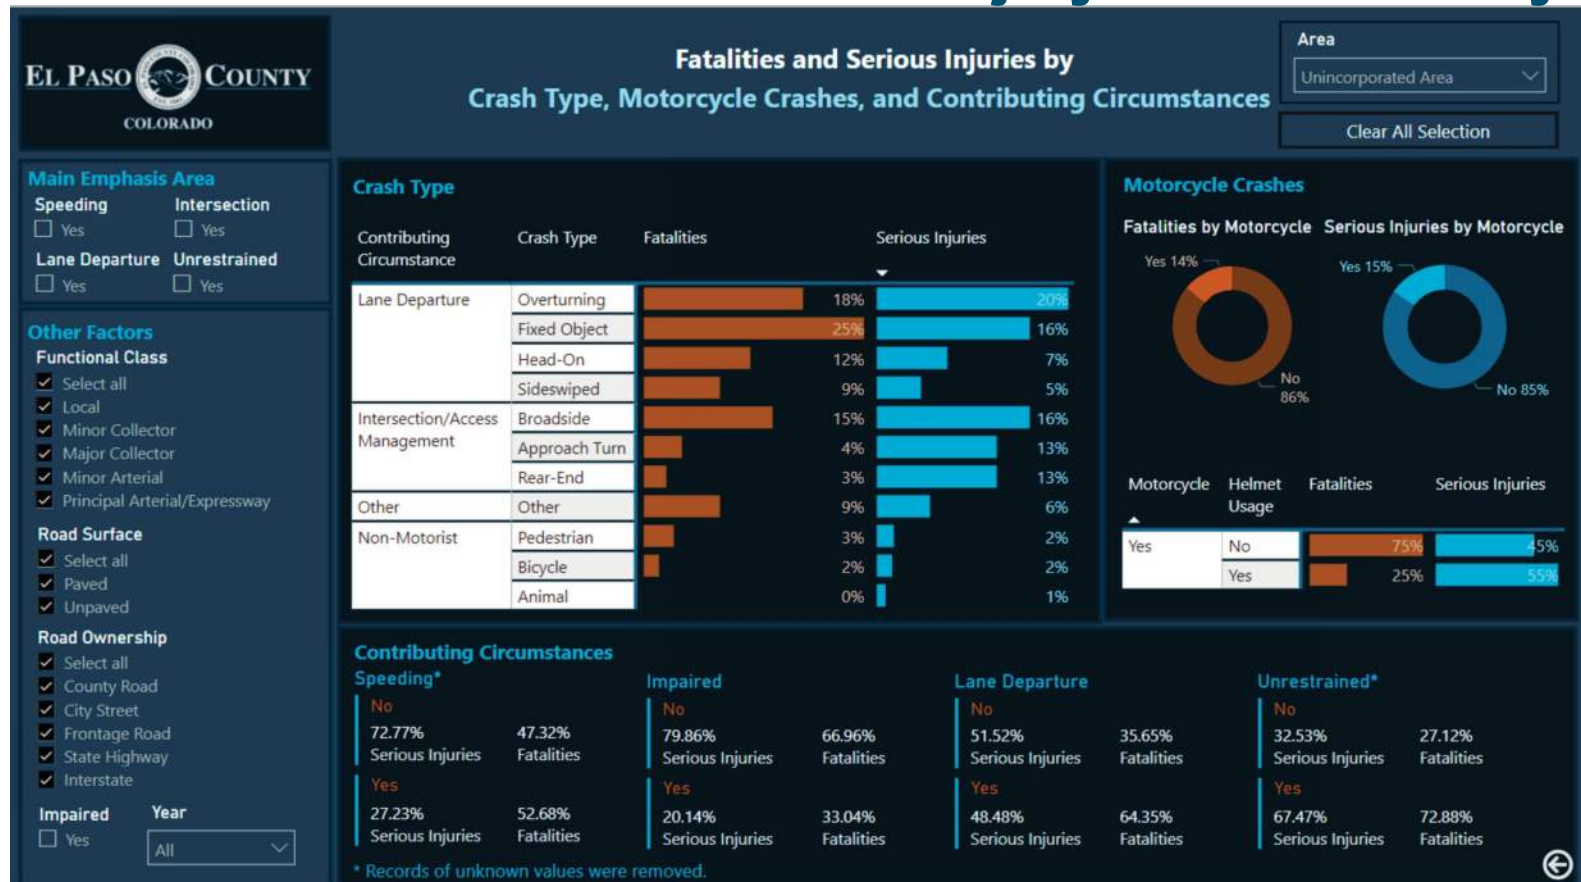 EL PASO COUNTY
COLORADO
Fatalities and Serious Injuries by
Crash Type, Motorcycle Crashes, and Contributing Circumstances
Area
Unincorporated Area
Clear All Selection
Main Emphasis Area
Speeding Intersection
Yes Yes
Lane Departure Unrestrained
Yes Yes
Other Factors
Functional Class
Select all
Local
Minor Collector
Major Collector
Minor Arterial
Principal Arterial/Expressway
Road Surface
Select all
Paved
Unpaved
Road Ownership
Select all
County Road
City Street
Frontage Road
State Highway
Interstate
Impaired Year
Yes All
Crash Type
Contributing Circumstance Crash Type Fatalities Serious Injuries
Lane Departure Overturning 18% 20%
Fixed Object 25% 16%
Head-On 12% 7%
Sideswiped 9% 5%
Intersection/Access Management Broadside 15% 16%
Approach Turn 4% 13%
Rear-End 3% 13%
Other Other 9% 6%
Non-Motorist Pedestrian 3% 2%
Bicycle 2% 2%
Animal 0% 1%
Motorcycle Crashes
Fatalities by Motorcycle Serious Injuries by Motorcycle
Yes 14% Yes 15%
No 86% No 85%
Motorcycle Helmet Usage Fatalities Serious Injuries
Yes No 75% 45%
Yes 25% 55%
Contributing Circumstances
Speeding* Impaired Lane Departure Unrestrained*
No No No No
72.77% 47.32% 79.86% 66.96% 51.52% 35.65% 32.53% 27.12%
Serious Injuries Fatalities Serious Injuries Fatalities Serious Injuries Fatalities Serious Injuries Fatalities
Yes Yes Yes Yes
27.23% 52.68% 20.14% 33.04% 48.48% 64.35% 67.47% 72.88%
Serious Injuries Fatalities Serious Injuries Fatalities Serious Injuries Fatalities Serious Injuries Fatalities
* Records of unknown values were removed.